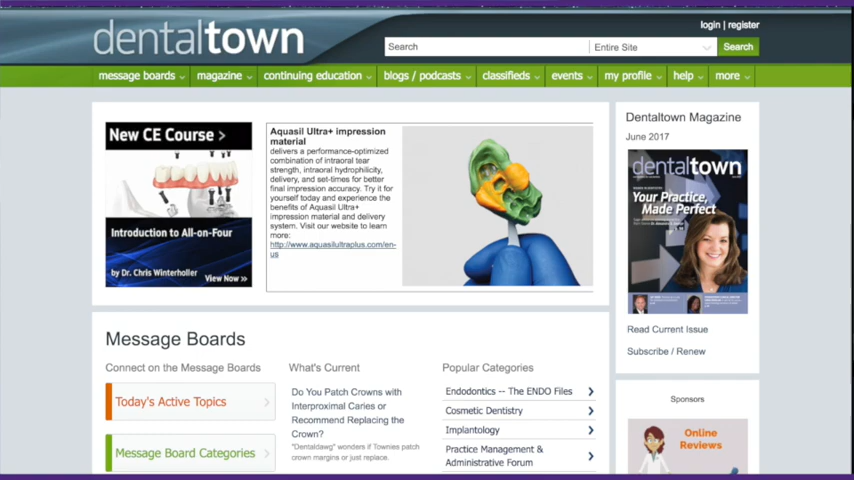 login | register
dentaltown
Search
Entire Site
Search
message boards
magazine
continuing education
blogs / podcasts
classifieds
events
my profile
help
more
New CE Course >
Introduction to All-on-Four
by Dr. Chris Winterholler
View Now »
Aquasil Ultra+ impression
material
delivers a performance-optimized
combination of intraoral tear
strength, intraoral hydrophilicity,
delivery, and set-times for better
final impression accuracy. Try it for
yourself today and experience the
benefits of Aquasil Ultra+
impression material and delivery
system. Visit our website to learn
more:
http://www.aquasilultraplus.com/en-
us
Dentaltown Magazine
June 2017
dentaltown
Your Practice,
Made Perfect
Read Current Issue
Subscribe / Renew
Message Boards
Connect on the Message Boards
Today's Active Topics
Message Board Categories
What's Current
Do You Patch Crowns with
Interproximal Caries or
Recommend Replacing the
Crown?
"Dentaldawg" wonders if Townies patch
crown margins or just replace.
Popular Categories
Endodontics -- The ENDO Files
Cosmetic Dentistry
Implantology
Practice Management &
Administrative Forum
Sponsors
Online
Reviews